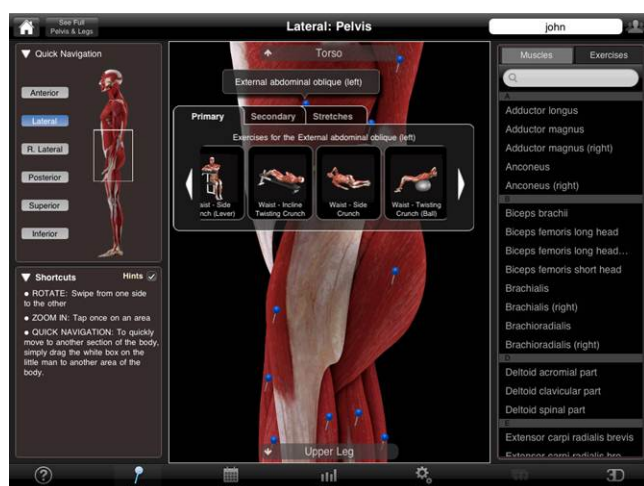 See Full
Pelvis & Legs
Lateral: Pelvis
john
Quick Navigation
Anterior
Lateral
R. Lateral
Posterior
Superior
Inferior
Shortcuts
Hints
• ROTATE: Swipe from one side
to the other
• ZOOM IN: Tap once on an area
• QUICK NAVIGATION: To quickly
move to another section of the body,
simply drag the white box on the
little man to another area of the
body.
Torso
External abdominal oblique (left)
Primary
Secondary
Stretches
Exercises for the External abdominal oblique (left)
aist - Side
nch (Lever)
Waist - Incline
Twisting Crunch
Waist - Side
Crunch
Waist - Twisting
Crunch (Ball)
Upper Leg
Muscles
Exercises
A
Adductor longus
Adductor magnus
Adductor magnus (right)
Anconeus
Anconeus (right)
B
Biceps brachii
Biceps femoris long head
Biceps femoris long head...
Biceps femoris short head
Brachialis
Brachialis (right)
Brachioradialis
Brachioradialis (right)
D
Deltoid acromial part
Deltoid clavicular part
Deltoid spinal part
E
Extensor carpi radialis brevis
Extensor carpi radialis bre
?
3D